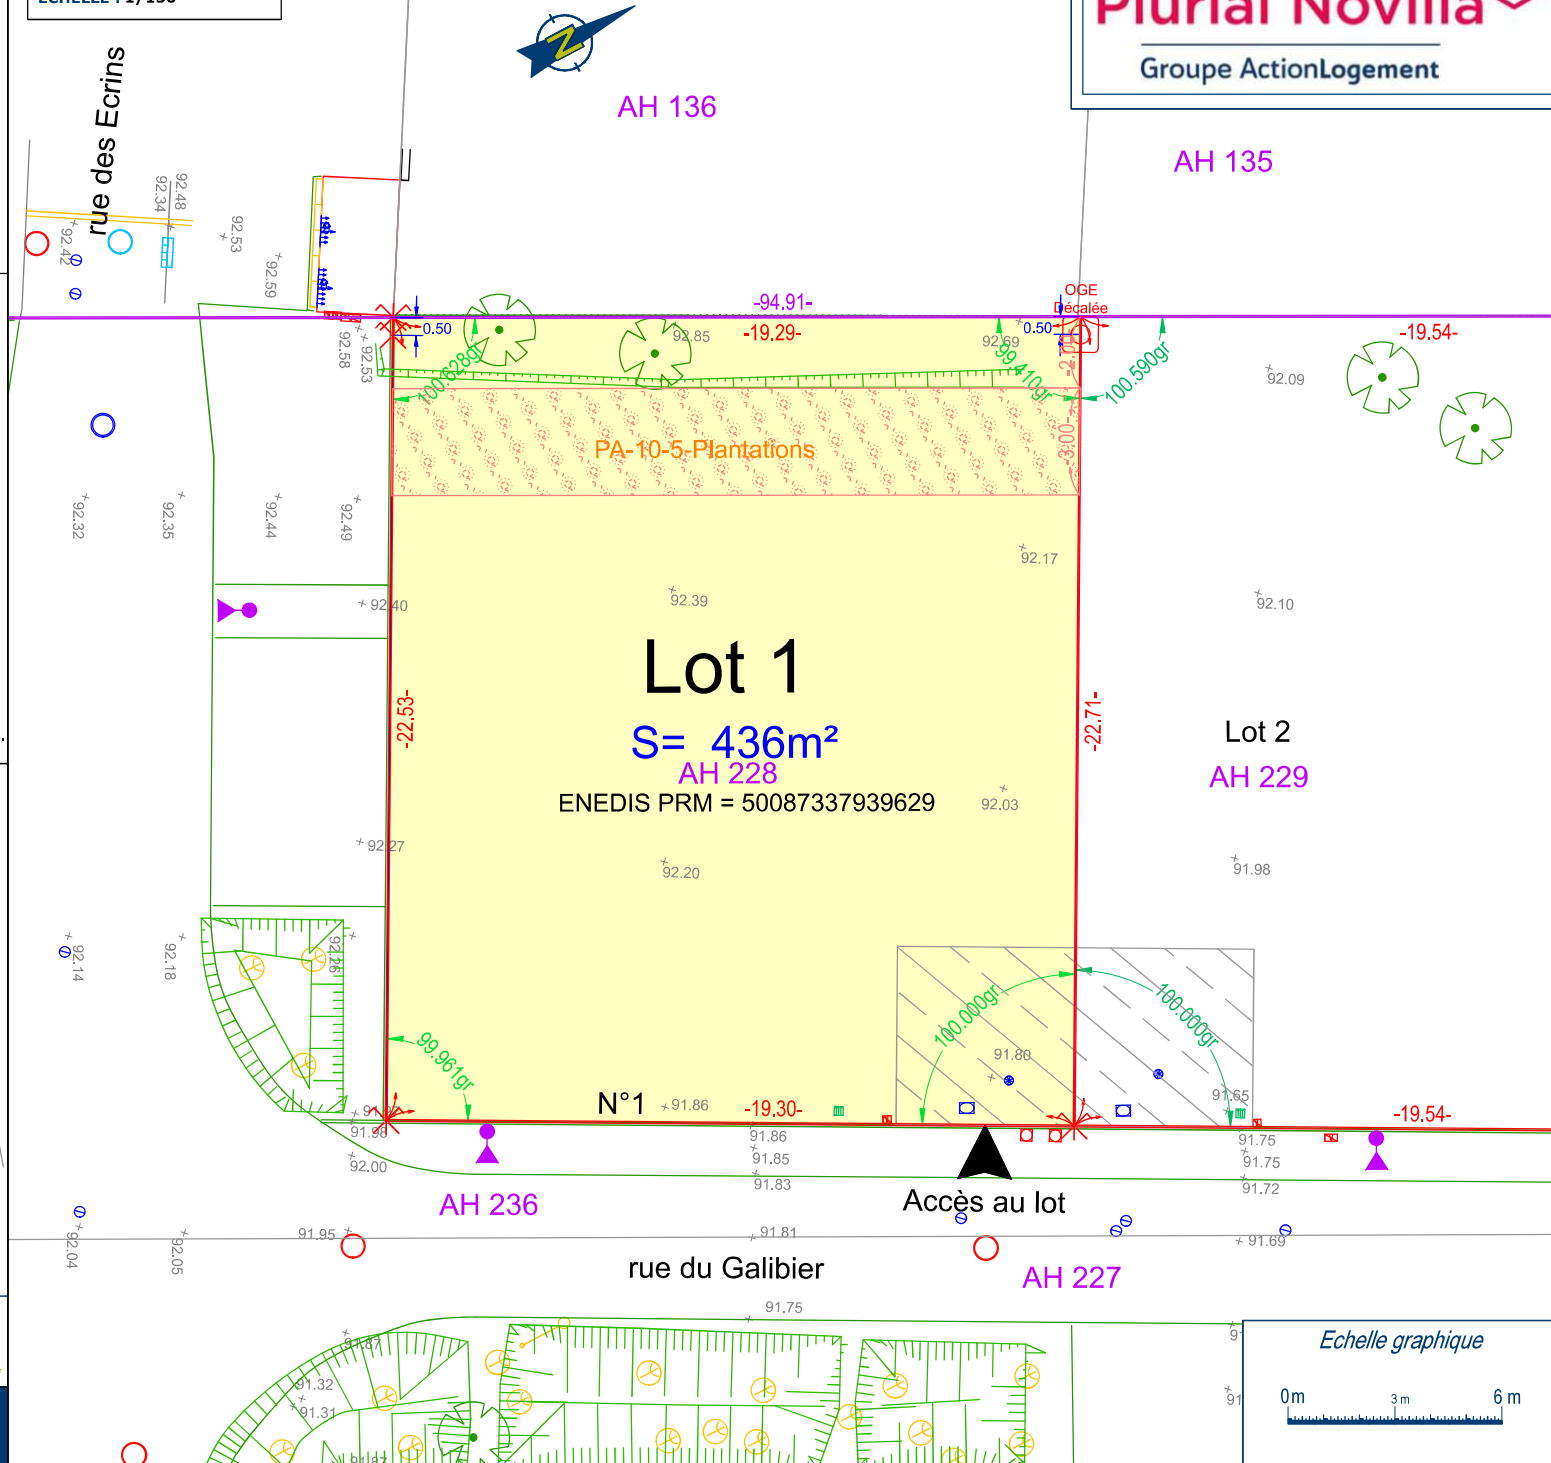 Plurial Novilia
Groupe ActionLogement
rue des Ecrins
N
AH 136
AH 135
92.48
92.34
92.42
92.53
92.59
OGE
Décalée
-94.91-
0.50
92.85
-19.29-
92.69
0.50
-19.54-
92.58
92.53
100.628gr
99.410gr
100.590gr
92.09
PA-10-5-Plantations
-3.00-
92.32
92.35
92.44
92.49
92.17
92.40
92.39
92.10
Lot 1
-22.53-
-22.71-
S= 436m²
Lot 2
AH 228
AH 229
ENEDIS PRM = 50087337939629
92.03
92.27
92.20
91.98
92.14
92.18
92.26
100.000gr
100.000gr
99.961gr
91.80
91.65
N°1
91.86
-19.30-
-19.54-
91.98
91.86
91.75
91.85
91.75
92.00
91.83
91.72
AH 236
Accès au lot
92.04
92.05
91.95
91.81
91.69
rue du Galibier
AH 227
91.75
91.87
Echelle graphique
91.32
91.31
0m
3 m
6 m
91.87